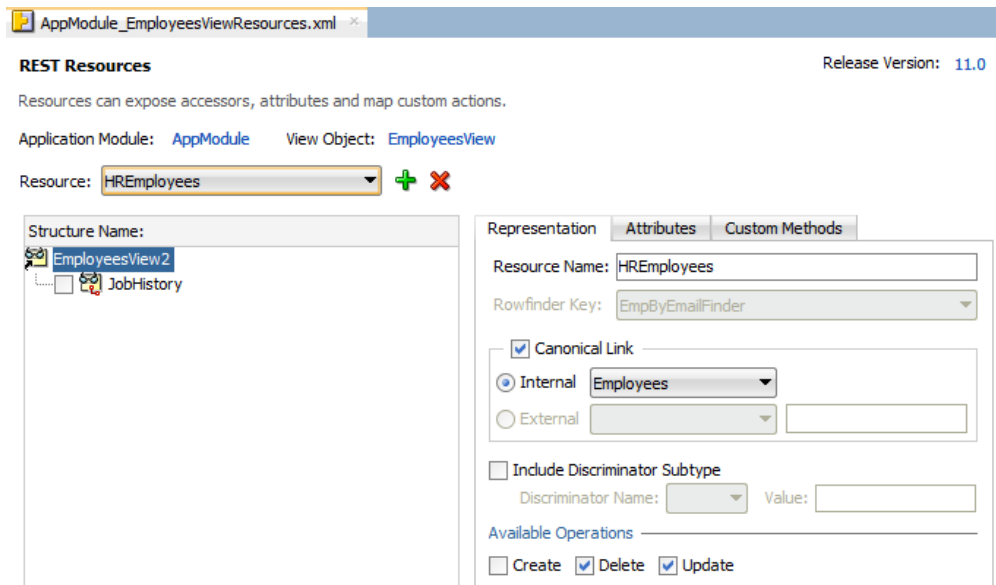 AppModule_EmployeesViewResources.xml
REST Resources
Release Version: 11.0
Resources can expose accessors, attributes and map custom actions.
Application Module: AppModule View Object: EmployeesView
Resource: HREmployees
Structure Name:
EmployeesView2
JobHistory
Representation Attributes Custom Methods
Resource Name: HREmployees
Rowfinder Key: EmpByEmailFinder
Canonical Link
Internal Employees
External
Include Discriminator Subtype
Discriminator Name: Value:
Available Operations
Create Delete Update